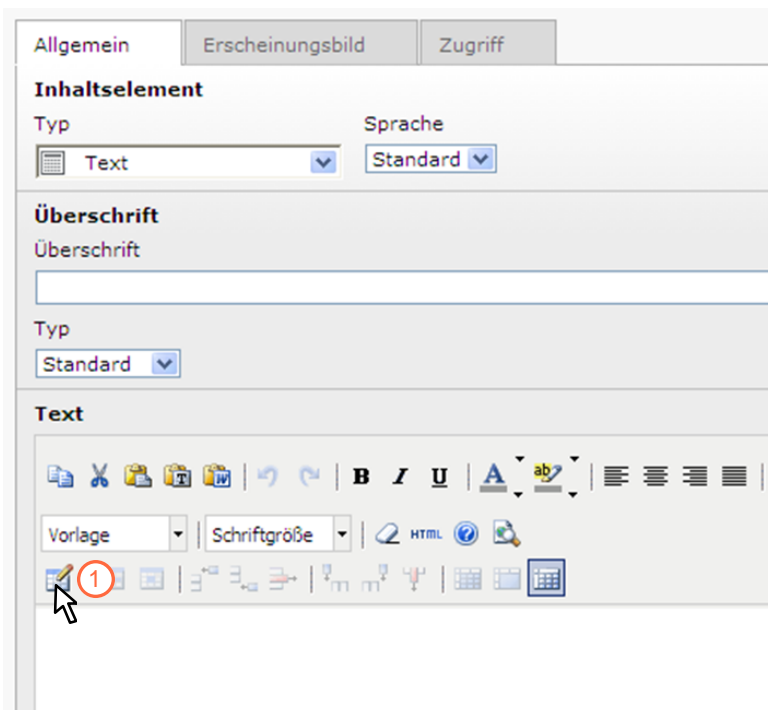 Allgemein Erscheinungsbild Zugriff
Inhaltselement
Typ Sprache
Text Standard
Überschrift
Überschrift
Typ
Standard
Text
T W B I U A ab
Vorlage Schriftgröße HTML ?
1